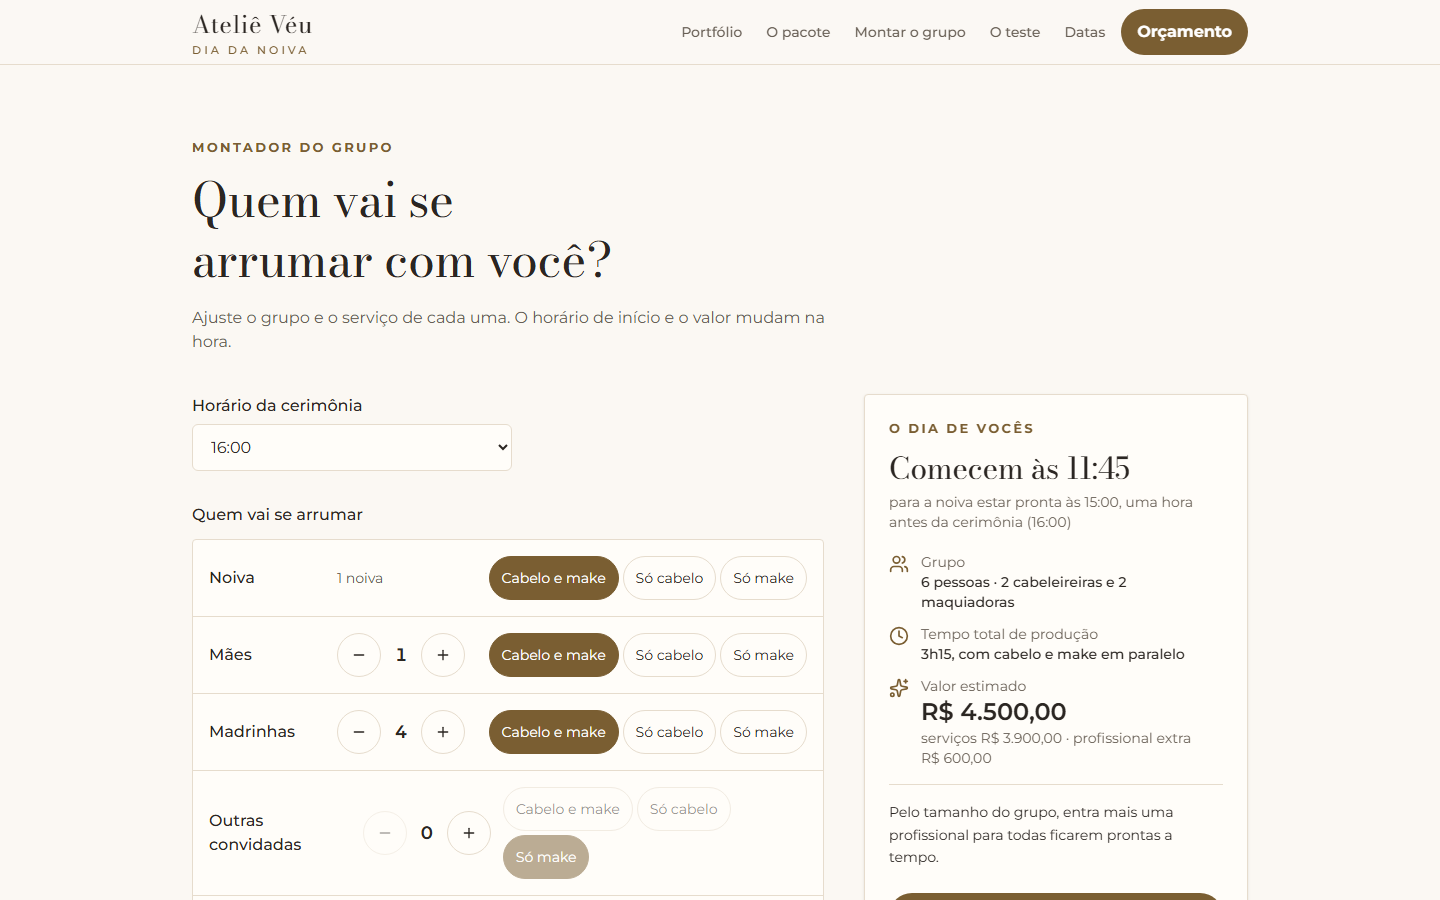 Ateliê Véu
DIA DA NOIVA
Portfólio
O pacote
Montar o grupo
O teste
Datas
Orçamento
MONTADOR DO GRUPO
Quem vai se
arrumar com você?
Ajuste o grupo e o serviço de cada uma. O horário de início e o valor mudam na
hora.
Horário da cerimônia
16:00
Quem vai se arrumar
Noiva
1 noiva
Cabelo e make
Só cabelo
Só make
Mães
− 1 +
Cabelo e make
Só cabelo
Só make
Madrinhas
− 4 +
Cabelo e make
Só cabelo
Só make
Outras
convidadas
− 0 +
Cabelo e make
Só cabelo
Só make
O DIA DE VOCÊS
Comecem às 11:45
para a noiva estar pronta às 15:00, uma hora
antes da cerimônia (16:00)
Grupo
6 pessoas · 2 cabeleireiras e 2
maquiadoras
Tempo total de produção
3h15, com cabelo e make em paralelo
Valor estimado
R$ 4.500,00
serviços R$ 3.900,00 · profissional extra
R$ 600,00
Pelo tamanho do grupo, entra mais uma
profissional para todas ficarem prontas a
tempo.